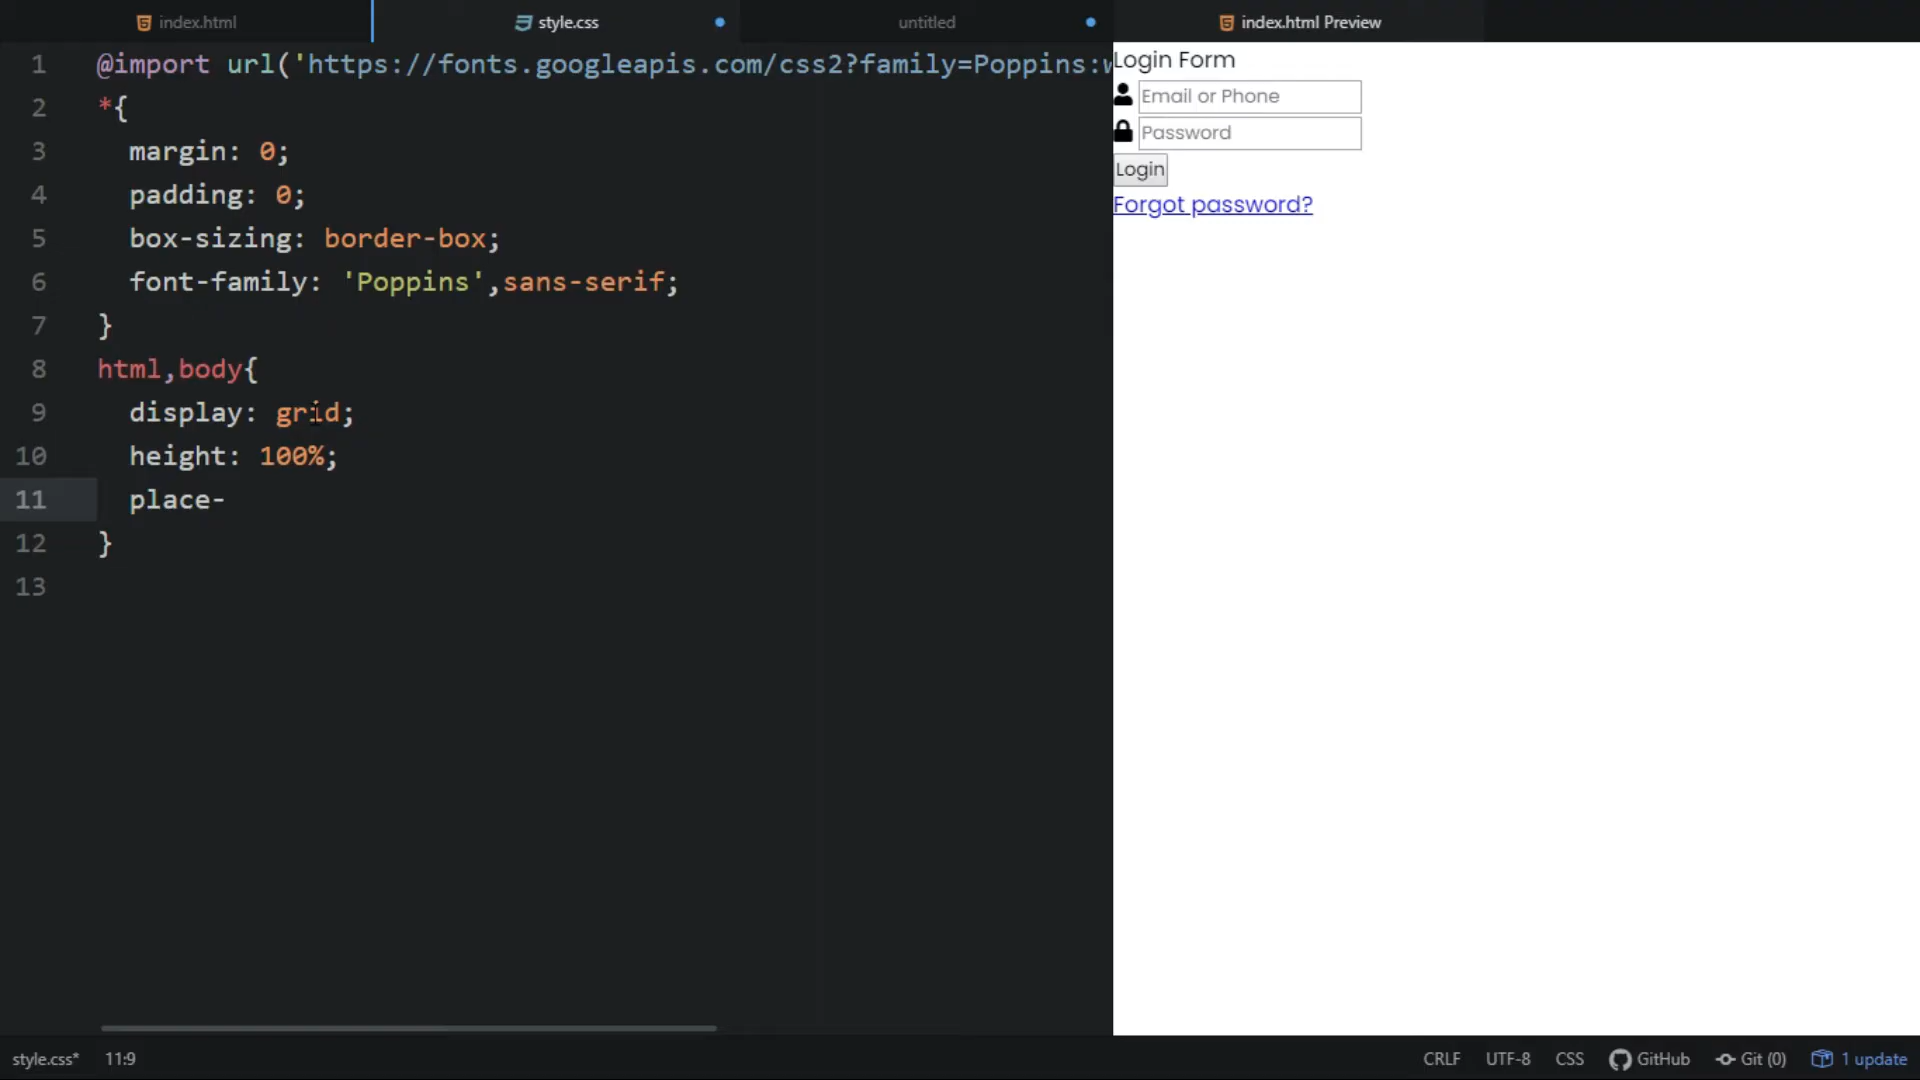 index.html
style.css
untitled
index.html Preview
1 @import url('https://fonts.googleapis.com/css2?family=Poppins:w
2 *{
3 margin: 0;
4 padding: 0;
5 box-sizing: border-box;
6 font-family: 'Poppins',sans-serif;
7 }
8 html,body{
9 display: grid;
10 height: 100%;
11 place-
12 }
13
Login Form
Email or Phone
Password
Login
Forgot password?
style.css* 11:9 CRLF UTF-8 CSS GitHub Git (0) 1 update